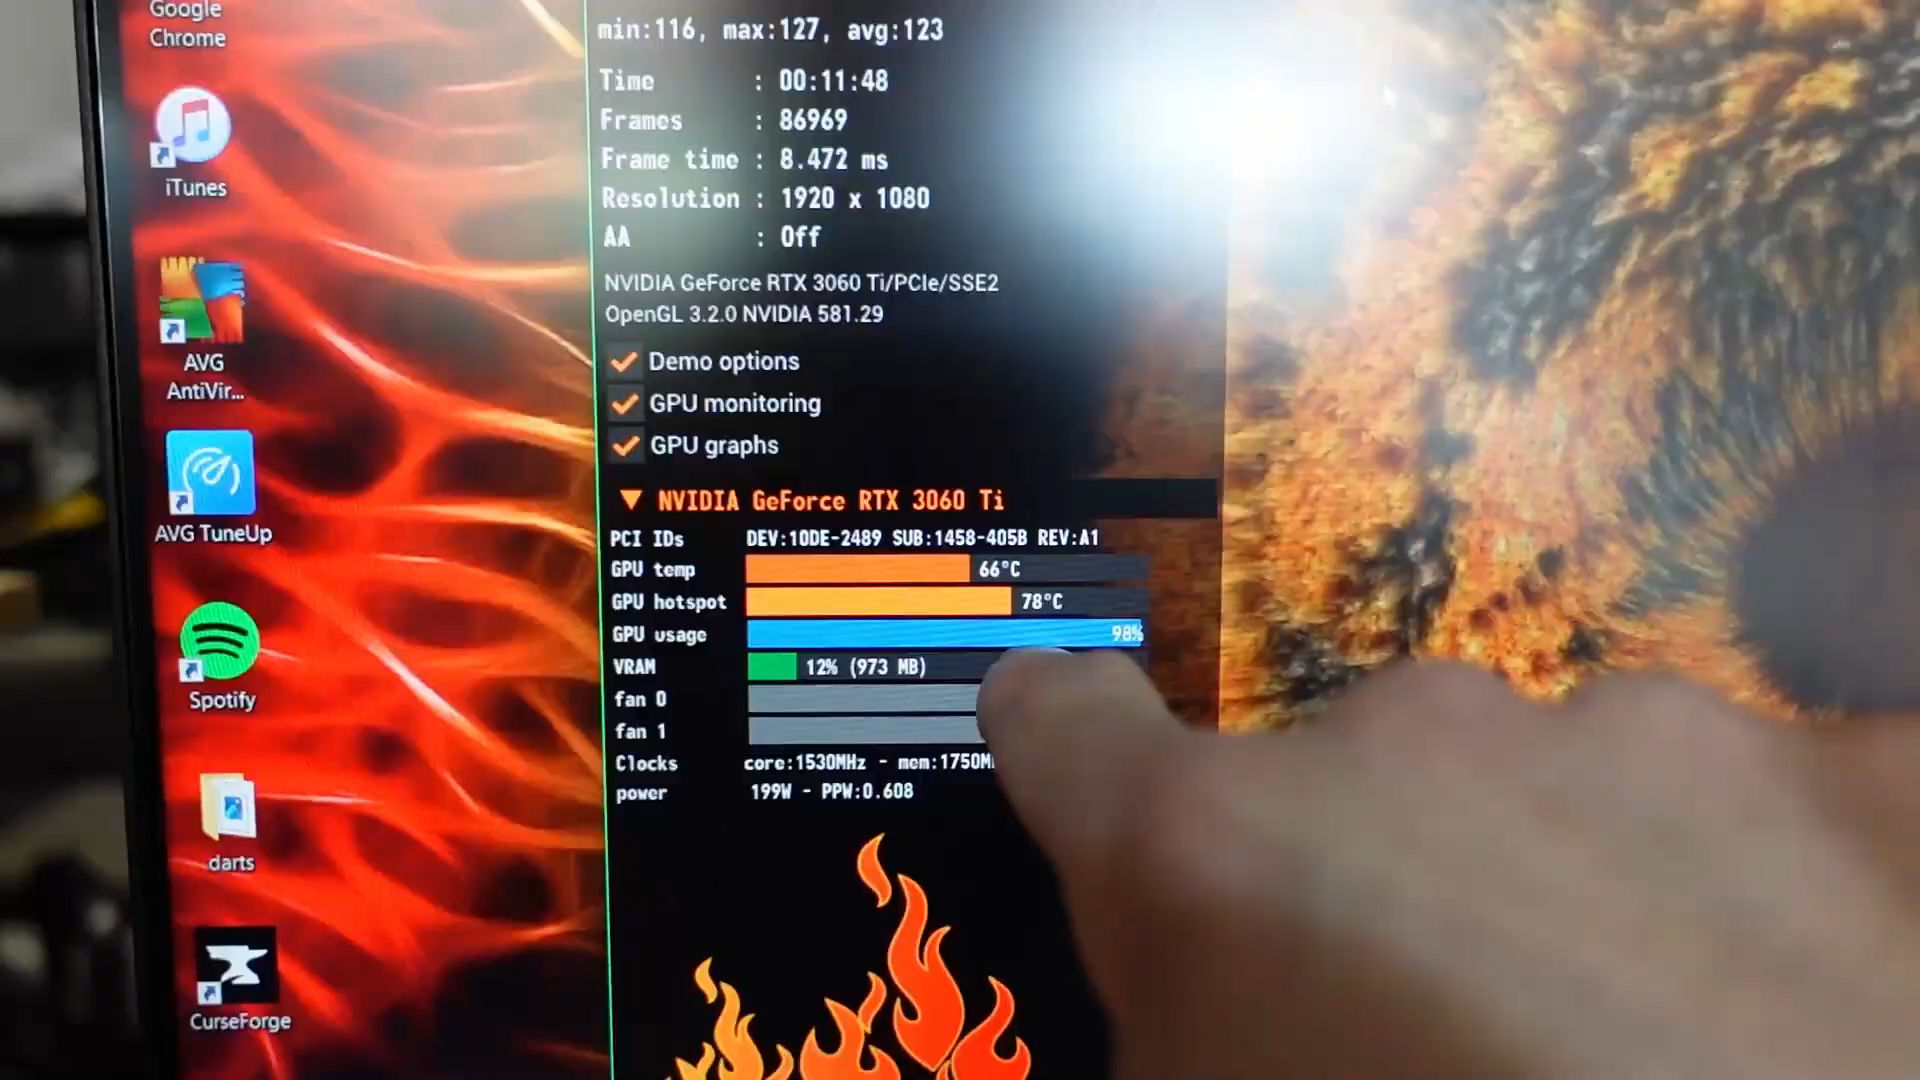 Google
Chrome
iTunes
AVG
AntiVir...
AVG TuneUp
Spotify
darts
CurseForge
min:116, max:127, avg:123
Time : 00:11:48
Frames : 86969
Frame time : 8.472 ms
Resolution : 1920 x 1080
AA : Off
NVIDIA GeForce RTX 3060 Ti/PCIe/SSE2
OpenGL 3.2.0 NVIDIA 581.29
Demo options
GPU monitoring
GPU graphs
NVIDIA GeForce RTX 3060 Ti
PCI IDs DEV:10DE-2489 SUB:1458-405B REV:A1
GPU temp 66°C
GPU hotspot 78°C
GPU usage 98%
VRAM 12% (973 MB)
fan 0
fan 1
Clocks core:1530MHz - mem:1750M
power 199W - PPW:0.608